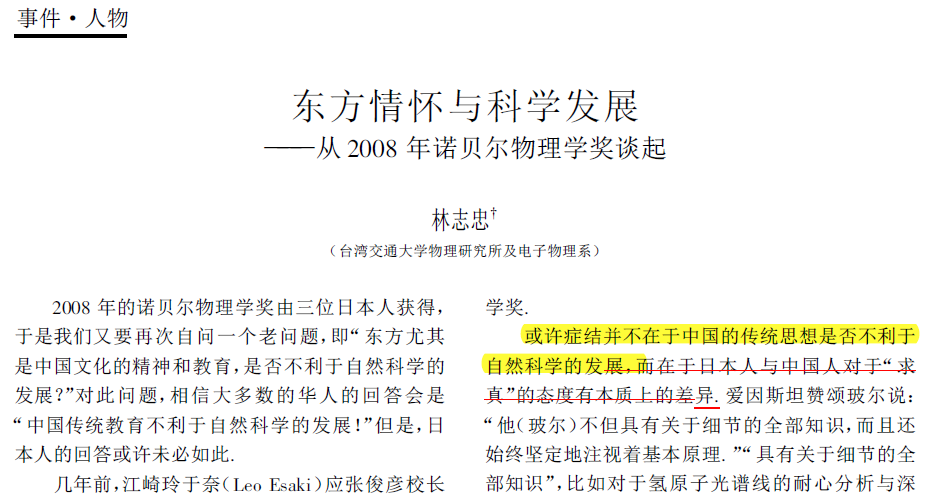 事件·人物
东方情怀与科学发展
——从2008年诺贝尔物理学奖谈起
林志忠†
(台湾交通大学物理研究所及电子物理系)
2008年的诺贝尔物理学奖由三位日本人获得,
于是我们又要再次自问一个老问题,即“东方尤其
是中国文化的精神和教育,是否不利于自然科学的
发展?”对此问题,相信大多数的华人的回答会是
“中国传统教育不利于自然科学的发展!”但是,日
本人的回答或许未必如此.
几年前,江崎玲于奈(Leo Esaki)应张俊彦校长
学奖.
或许症结并不在于中国的传统思想是否不利于
自然科学的发展,而在于日本人与中国人对于“求
真”的态度有本质上的差异. 爱因斯坦赞颂玻尔说:
“他(玻尔)不但具有关于细节的全部知识,而且还
始终坚定地注视着基本原理.”“具有关于细节的全
部知识”,比如对于氢原子光谱线的耐心分析与深